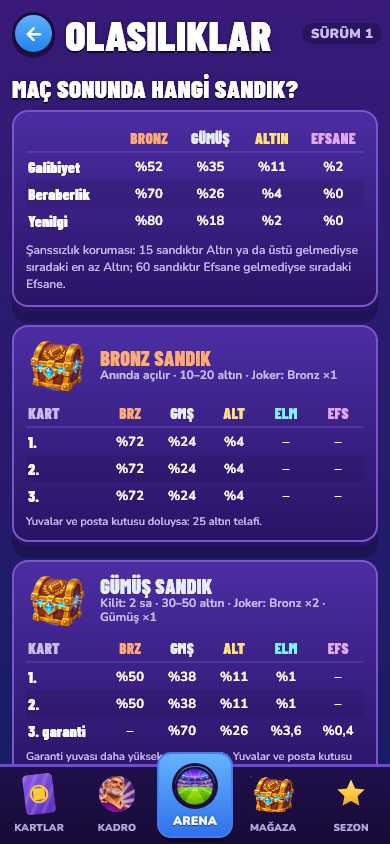 OLASILIKLAR
SÜRÜM 1
MAÇ SONUNDA HANGİ SANDIK?
BRONZ GÜMÜŞ ALTIN EFSANE
Galibiyet %52 %35 %11 %2
Beraberlik %70 %26 %4 %0
Yenilgi %80 %18 %2 %0
Şanssızlık koruması: 15 sandıktır Altın ya da üstü gelmediyse
sıradaki en az Altın; 60 sandıktır Efsane gelmediyse sıradaki
Efsane.
BRONZ SANDIK
Anında açılır · 10–20 altın · Joker: Bronz ×1
KART BRZ GMŞ ALT ELM EFS
1. %72 %24 %4 – –
2. %72 %24 %4 – –
3. %72 %24 %4 – –
Yuvalar ve posta kutusu doluysa: 25 altın telafi.
GÜMÜŞ SANDIK
Kilit: 2 sa · 30–50 altın · Joker: Bronz ×2 ·
Gümüş ×1
KART BRZ GMŞ ALT ELM EFS
1. %50 %38 %11 %1 –
2. %50 %38 %11 %1 –
3. garanti – %70 %26 %3,6 %0,4
Garanti yuvası daha yüksek Yuvalar ve posta kutusu
KARTLAR
KADRO
ARENA
MAĞAZA
SEZON